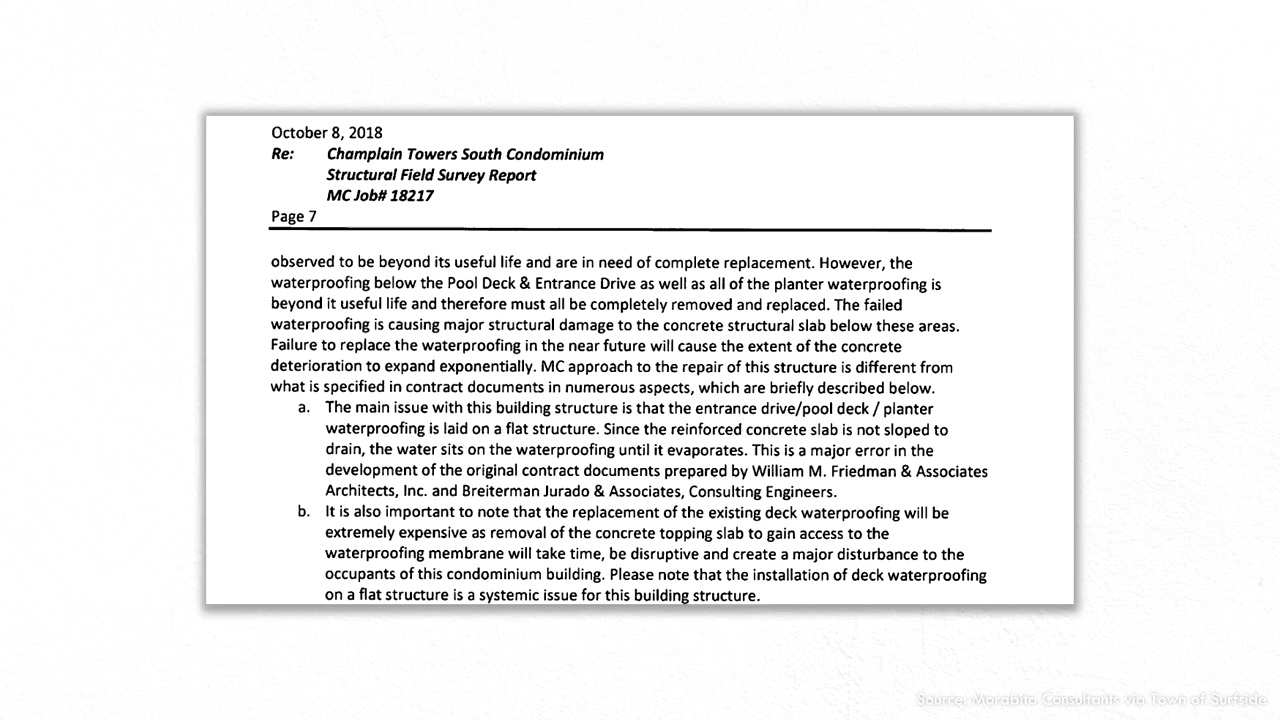 October 8, 2018
Re: Champlain Towers South Condominium
Structural Field Survey Report
MC Job# 18217
Page 7
observed to be beyond its useful life and are in need of complete replacement. However, the
waterproofing below the Pool Deck & Entrance Drive as well as all of the planter waterproofing is
beyond it useful life and therefore must all be completely removed and replaced. The failed
waterproofing is causing major structural damage to the concrete structural slab below these areas.
Failure to replace the waterproofing in the near future will cause the extent of the concrete
deterioration to expand exponentially. MC approach to the repair of this structure is different from
what is specified in contract documents in numerous aspects, which are briefly described below.
a. The main issue with this building structure is that the entrance drive/pool deck / planter
waterproofing is laid on a flat structure. Since the reinforced concrete slab is not sloped to
drain, the water sits on the waterproofing until it evaporates. This is a major error in the
development of the original contract documents prepared by William M. Friedman & Associates
Architects, Inc. and Breiterman Jurado & Associates, Consulting Engineers.
b. It is also important to note that the replacement of the existing deck waterproofing will be
extremely expensive as removal of the concrete topping slab to gain access to the
waterproofing membrane will take time, be disruptive and create a major disturbance to the
occupants of this condominium building. Please note that the installation of deck waterproofing
on a flat structure is a systemic issue for this building structure.
Source: Morabito Consultants via Town of Surfside